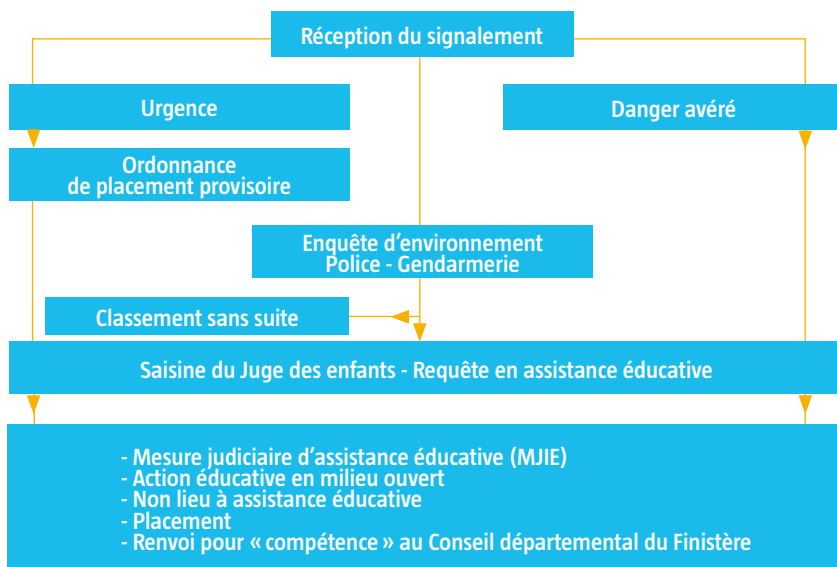 Réception du signalement
Urgence
Danger avéré
Ordonnance
de placement provisoire
Enquête d'environnement
Police - Gendarmerie
Classement sans suite
Saisine du Juge des enfants - Requête en assistance éducative
- Mesure judiciaire d'assistance éducative (MJIE)
- Action éducative en milieu ouvert
- Non lieu à assistance éducative
- Placement
- Renvoi pour « compétence » au Conseil départemental du Finistère